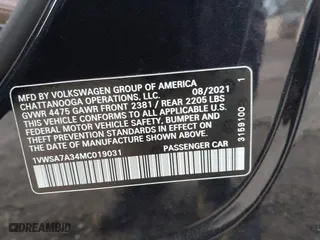 MFD BY VOLKSWAGEN GROUP OF AMERICA
CHATTANOOGA OPERATIONS, LLC. 08/2021
GVWR 4475 GAWR FRONT 2381 / REAR 2205 LBS
THIS VEHICLE CONFORMS TO ALL APPLICABLE
FEDERAL MOTOR VEHICLE SAFETY, BUMPER AND
THEFT PREVENTION STANDARDS IN EFFECT ON
THE DATE OF MANUFACTURE SHOWN ABOVE.
1VWSA7A34MC019031 PASSENGER CAR
3159100 1